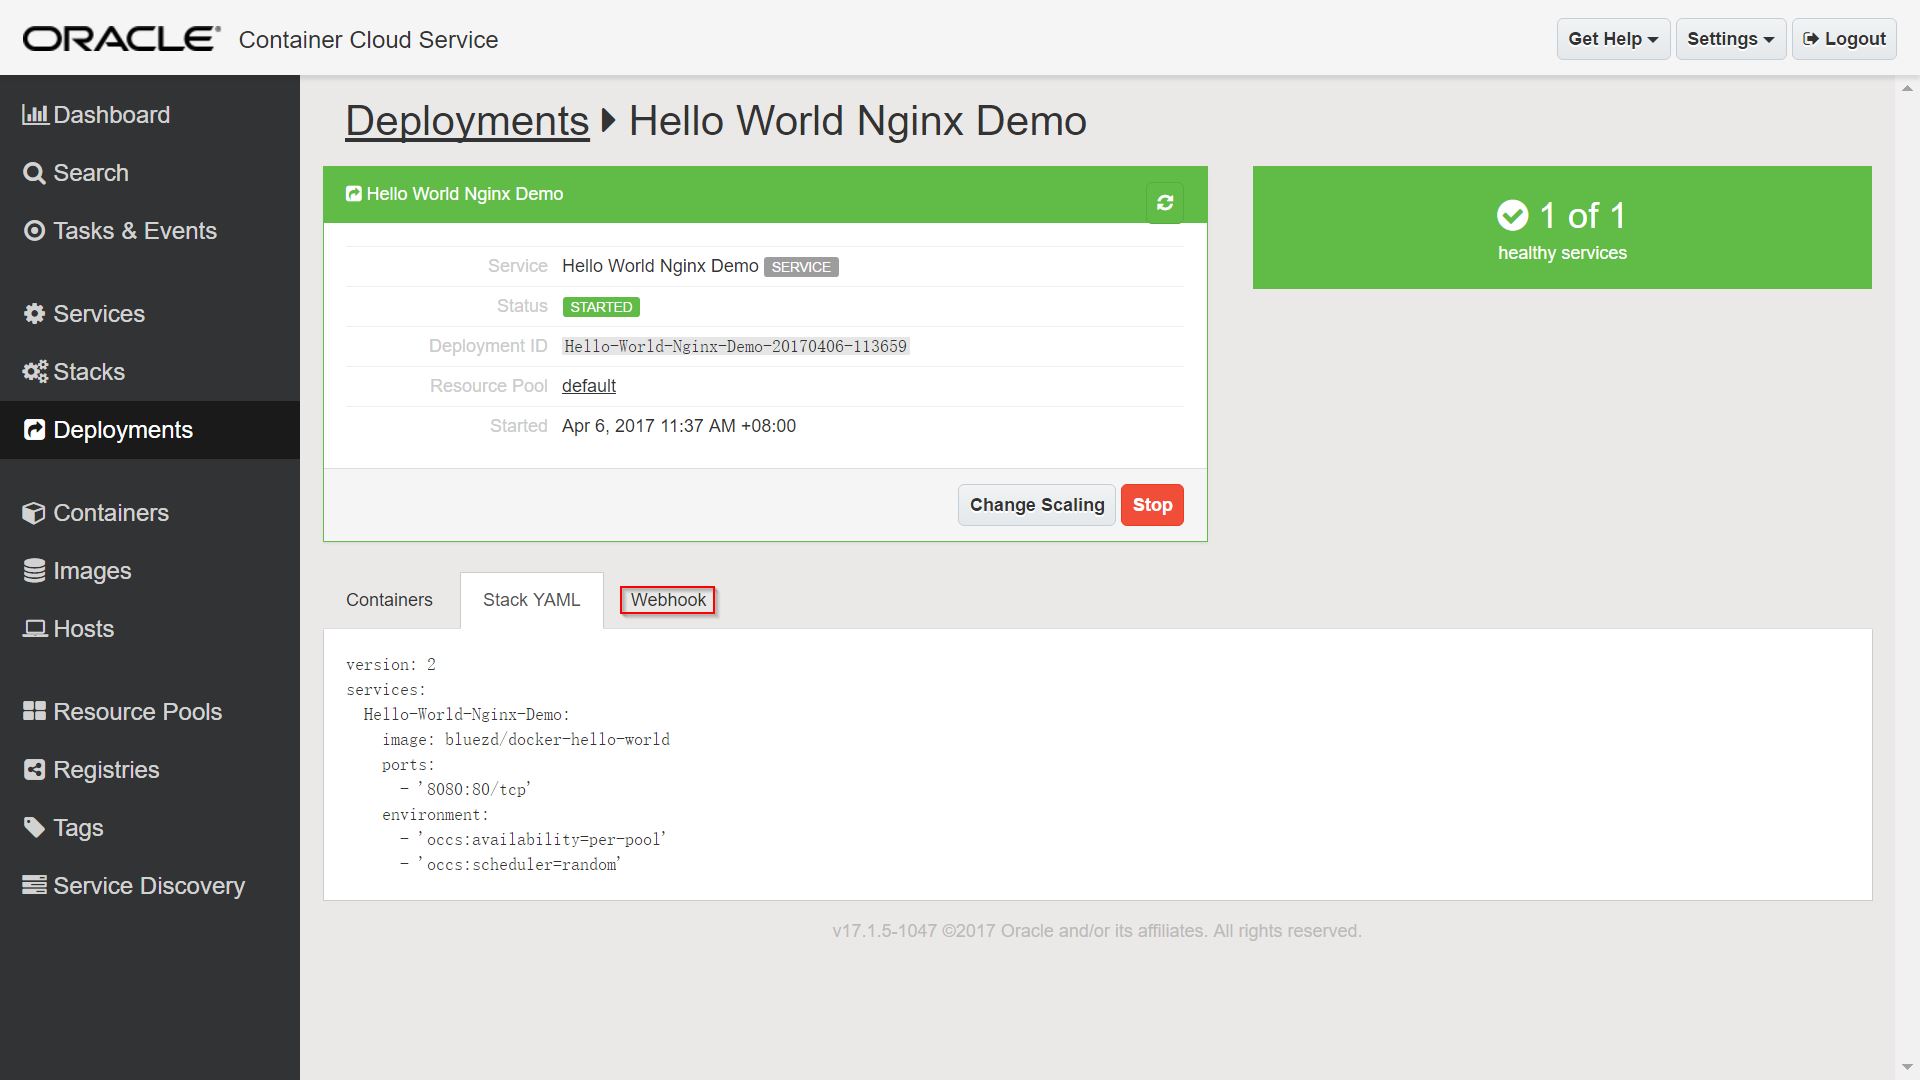 ORACLE® Container Cloud Service
Get Help
Settings
Logout
Dashboard
Search
Tasks & Events
Services
Stacks
Deployments
Containers
Images
Hosts
Resource Pools
Registries
Tags
Service Discovery
Deployments Hello World Nginx Demo
Hello World Nginx Demo
Service Hello World Nginx Demo SERVICE
Status STARTED
Deployment ID Hello-World-Nginx-Demo-20170406-113659
Resource Pool default
Started Apr 6, 2017 11:37 AM +08:00
Change Scaling Stop
1 of 1
healthy services
Containers Stack YAML Webhook
version: 2
services:
Hello-World-Nginx-Demo:
image: bluezd/docker-hello-world
ports:
- '8080:80/tcp'
environment:
- 'occs:availability=per-pool'
- 'occs:scheduler=random'
v17.1.5-1047 ©2017 Oracle and/or its affiliates. All rights reserved.